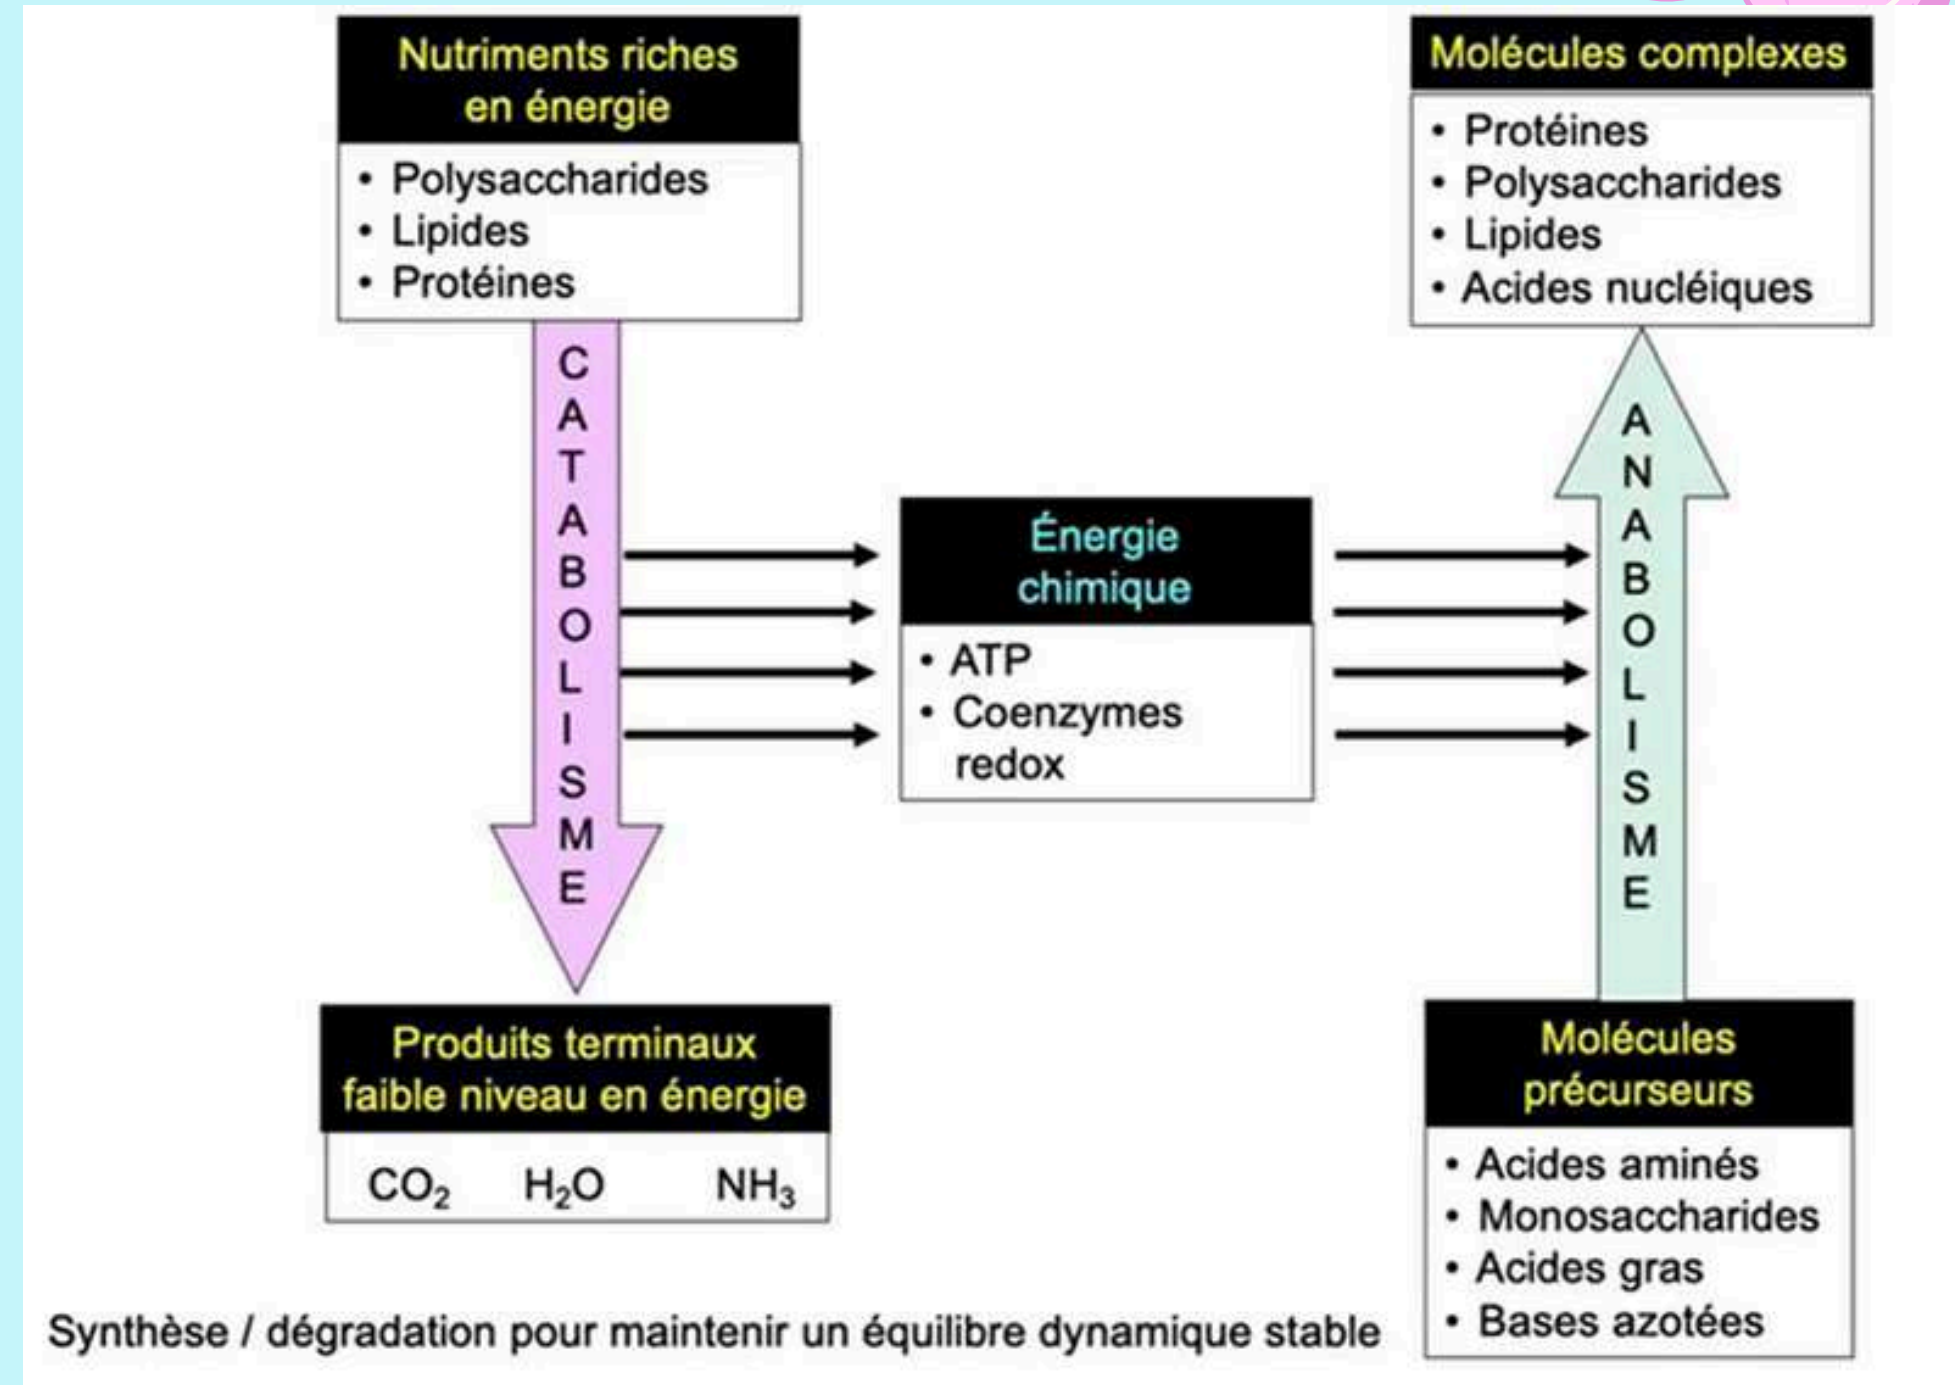 Nutriments riches
en énergie
• Polysaccharides
• Lipides
• Protéines
CATABOLISME
Produits terminaux
faible niveau en énergie
CO₂ H₂O NH₃
Énergie
chimique
• ATP
• Coenzymes
redox
Molécules complexes
• Protéines
• Polysaccharides
• Lipides
• Acides nucléiques
ANABOLISME
Molécules
précurseurs
• Acides aminés
• Monosaccharides
• Acides gras
• Bases azotées
Synthèse / dégradation pour maintenir un équilibre dynamique stable